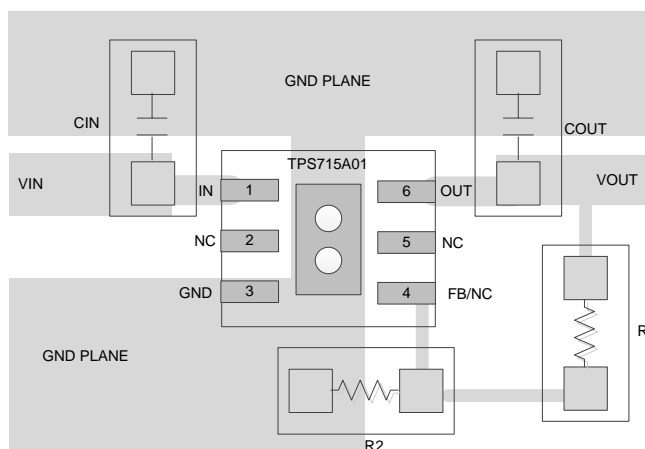 GND PLANE
CIN
COUT
TPS715A01
VIN
IN
1
6
OUT
VOUT
NC
2
5
NC
GND
3
4
FB/NC
GND PLANE
R
R2